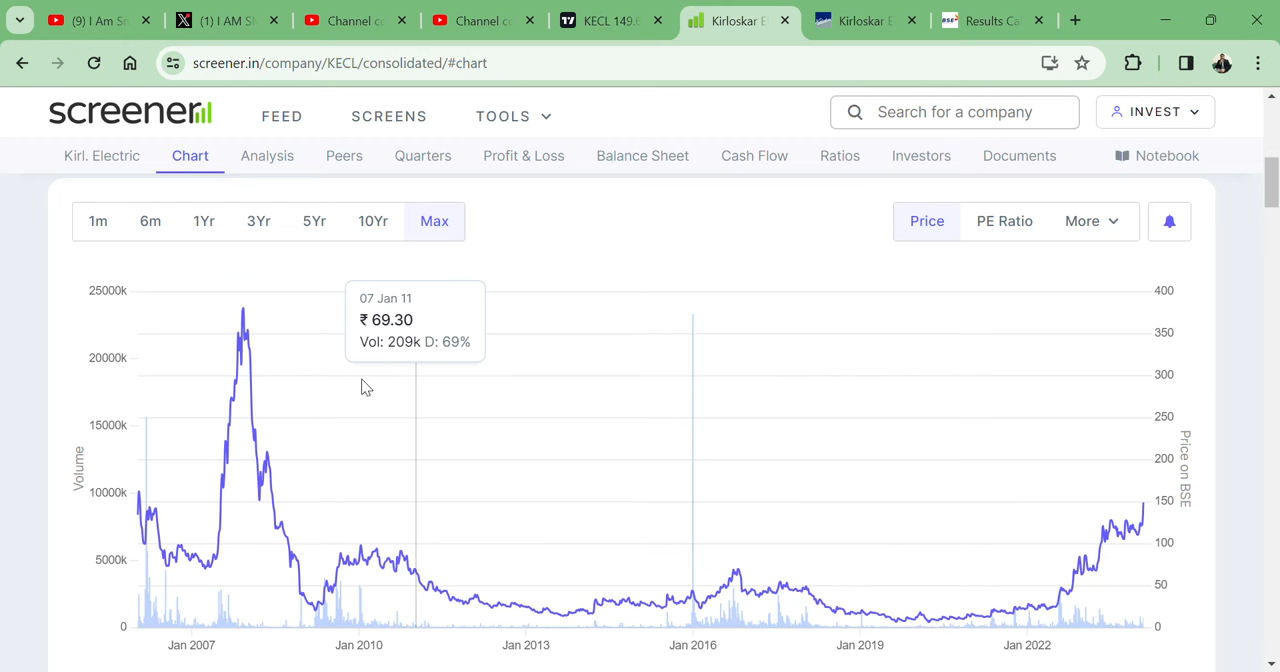 (9) I Am Sn
(1) I AM S
Channel co
Channel co
KECL 149.
Kirloskar E
Kirloskar E
Results Ca
screener.in/company/KECL/consolidated/#chart
screener
FEED
SCREENS
TOOLS
Search for a company
INVEST
Kirl. Electric
Chart
Analysis
Peers
Quarters
Profit & Loss
Balance Sheet
Cash Flow
Ratios
Investors
Documents
Notebook
1m
6m
1Yr
3Yr
5Yr
10Yr
Max
Price
PE Ratio
More
07 Jan 11
₹ 69.30
Vol: 209k D: 69%
25000k
20000k
15000k
10000k
5000k
0
Volume
400
350
300
250
200
150
100
50
0
Price on BSE
Jan 2007
Jan 2010
Jan 2013
Jan 2016
Jan 2019
Jan 2022